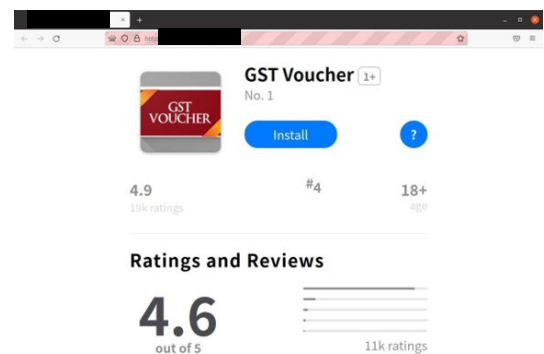 GST Voucher 1+
No. 1
GST
VOUCHER
Install
?
4.9
19k ratings
#4
18+
age
Ratings and Reviews
4.6
out of 5
11k ratings